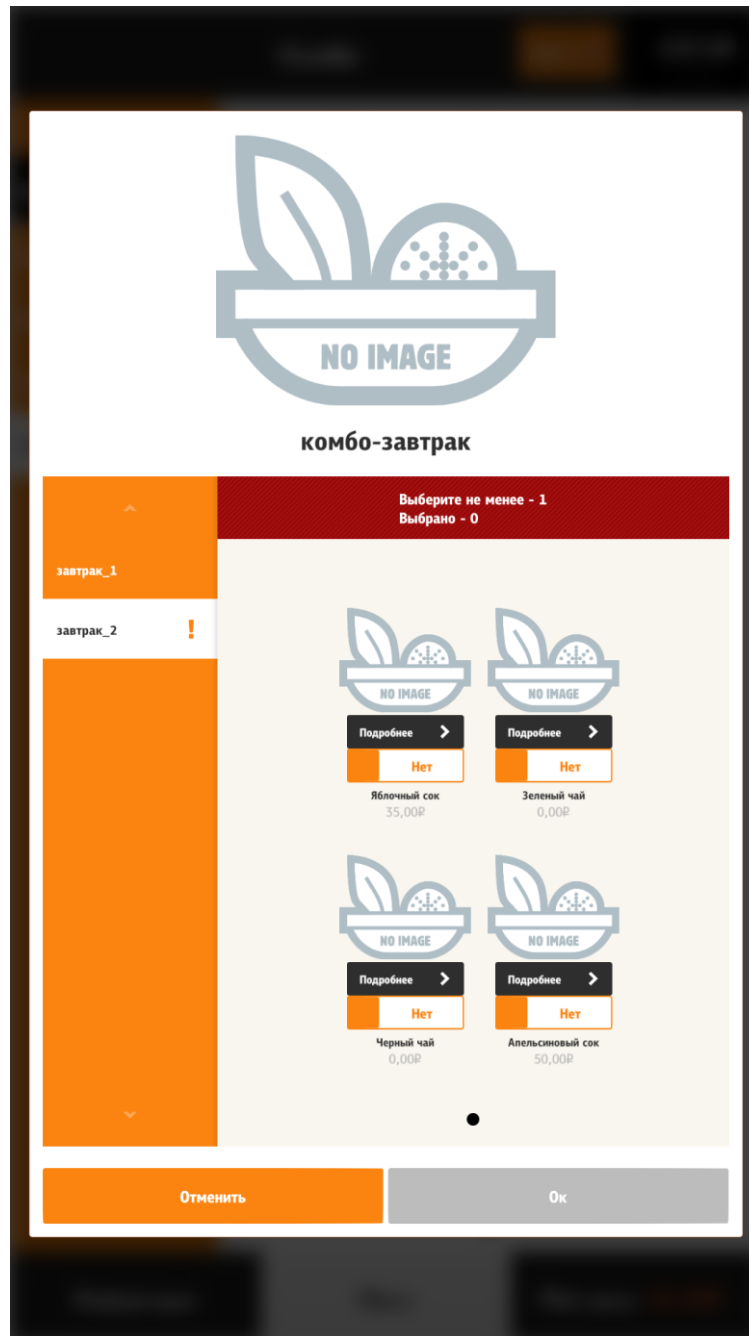 NO IMAGE
комбо-завтрак
Выберите не менее - 1
Выбрано - 0
завтрак_1
завтрак_2 !
NO IMAGE NO IMAGE
Подробнее Подробнее
Нет Нет
Яблочный сок Зеленый чай
35,00₽ 0,00₽
NO IMAGE NO IMAGE
Подробнее Подробнее
Нет Нет
Черный чай Апельсиновый сок
0,00₽ 50,00₽
Отменить Ок